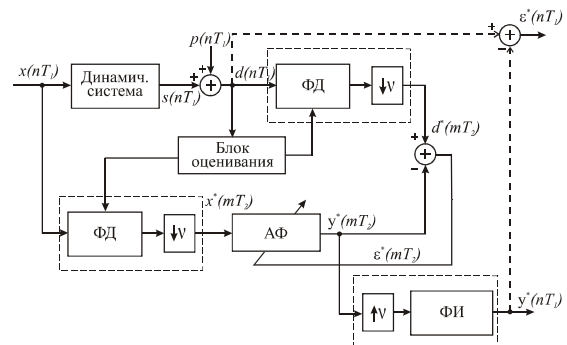 ε*(nT₁)
p(nT₁)
x(nT₁)
Динамич. система
s(nT₁)
d(nT₁)
ФД
↓ν
d*(mT₂)
Блок оценивания
x*(mT₂)
ФД
↓ν
АФ
y*(mT₂)
ε*(mT₂)
↑ν
ФИ
y*(nT₁)